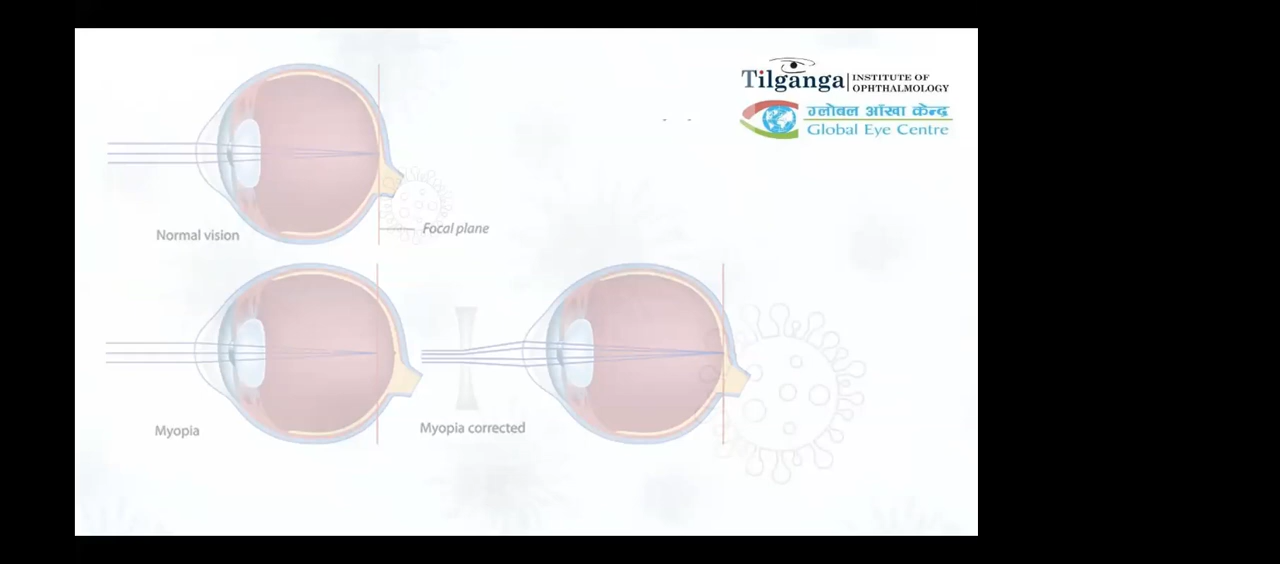 Tilganga INSTITUTE OF
OPHTHALMOLOGY
ग्लोबल आँखा केन्द्र
Global Eye Centre
Normal vision
Focal plane
Myopia
Myopia corrected